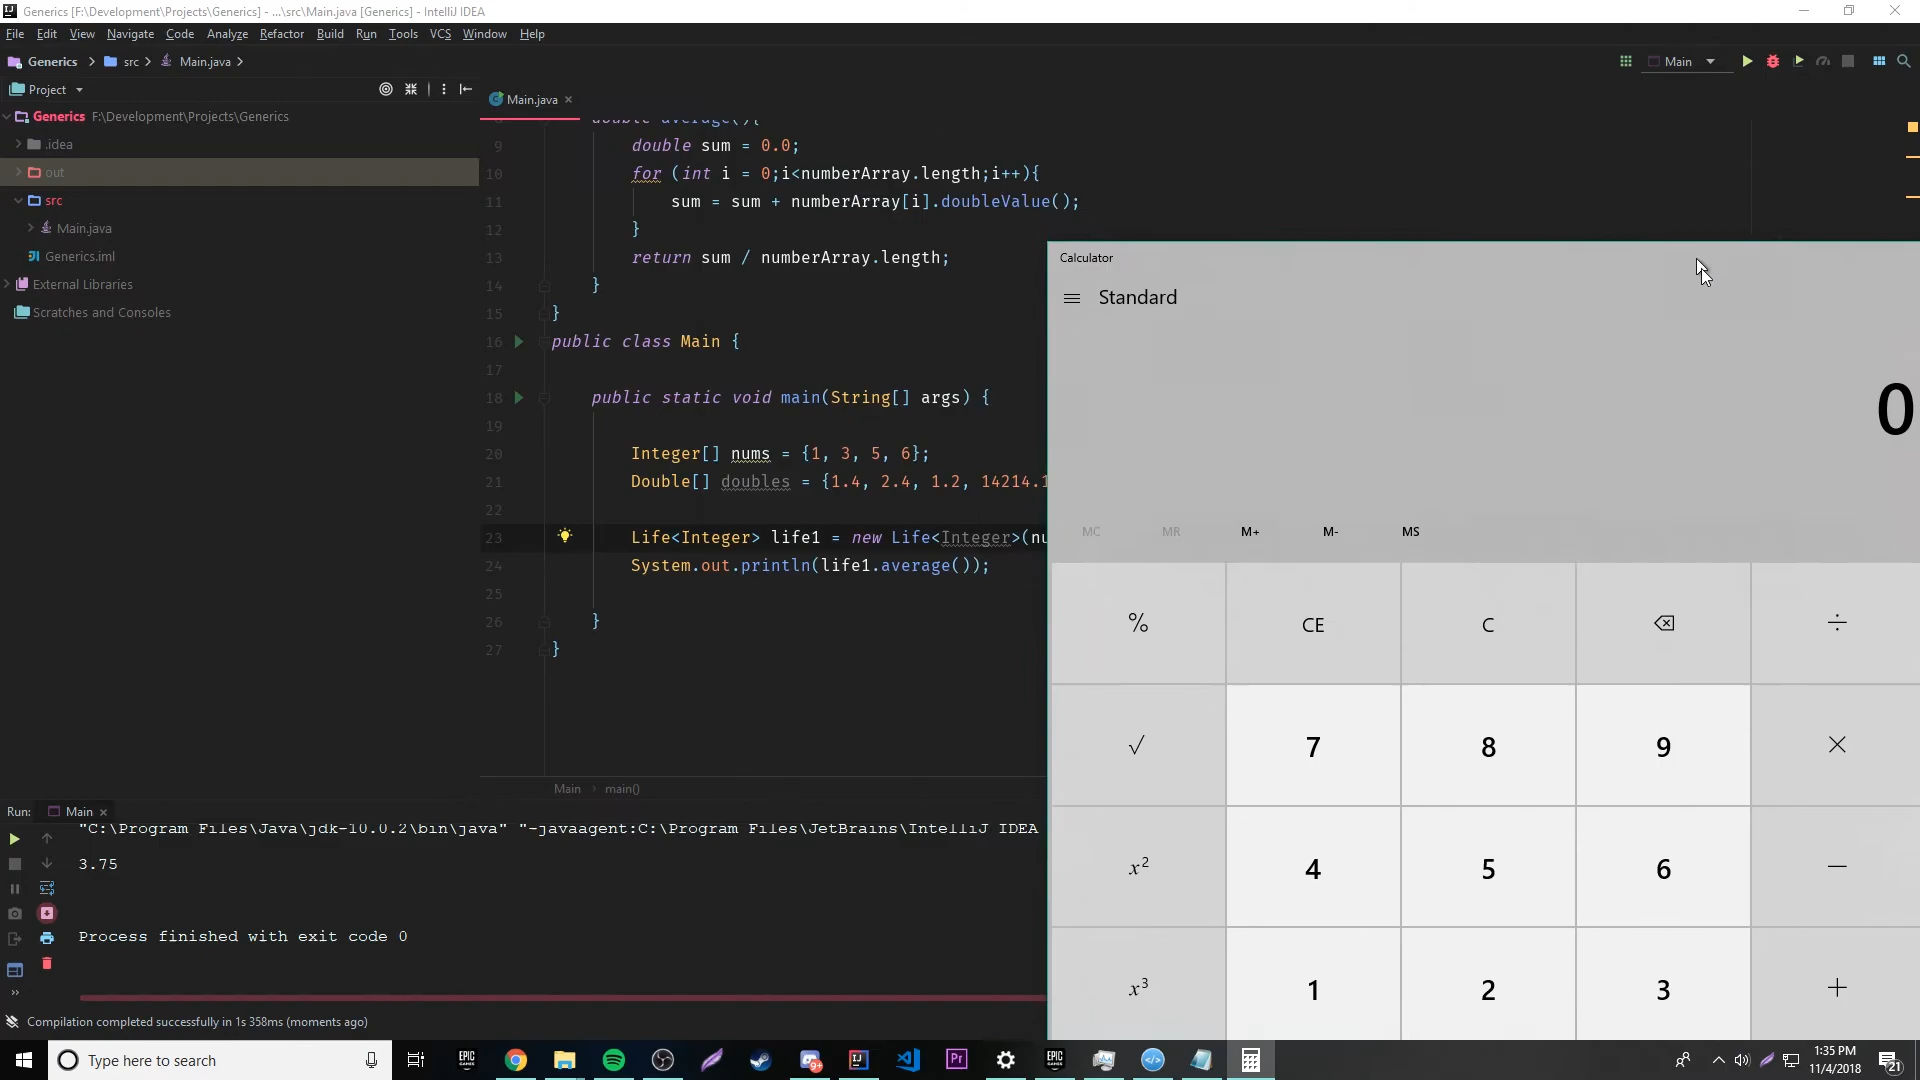 Generics [F:\Development\Projects\Generics] - ...\src\Main.java [Generics] - IntelliJ IDEA
File Edit View Navigate Code Analyze Refactor Build Run Tools VCS Window Help
Generics src Main.java
Main
Project
Main.java
Generics F:\Development\Projects\Generics
.idea
out
src
Main.java
Generics.iml
External Libraries
Scratches and Consoles
double average(){
9 double sum = 0.0;
10 for (int i = 0;i<numberArray.length;i++){
11 sum = sum + numberArray[i].doubleValue();
12 }
13 return sum / numberArray.length;
14 }
15 }
16 public class Main {
17
18 public static void main(String[] args) {
19
20 Integer[] nums = {1, 3, 5, 6};
21 Double[] doubles = {1.4, 2.4, 1.2, 14214.1
22
23 Life<Integer> life1 = new Life<Integer>(nu
24 System.out.println(life1.average());
25
26 }
27 }
Main main()
Calculator
Standard
0
MC MR M+ M- MS
% CE C ÷
√ 7 8 9 ×
x² 4 5 6 −
x³ 1 2 3 +
Run: Main
"C:\Program Files\Java\jdk-10.0.2\bin\java" "-javaagent:C:\Program Files\JetBrains\IntelliJ IDEA
3.75
Process finished with exit code 0
Compilation completed successfully in 1s 358ms (moments ago)
Type here to search
EPIC GAMES
9+
Pr
EPIC GAMES
1:35 PM
11/4/2018
21